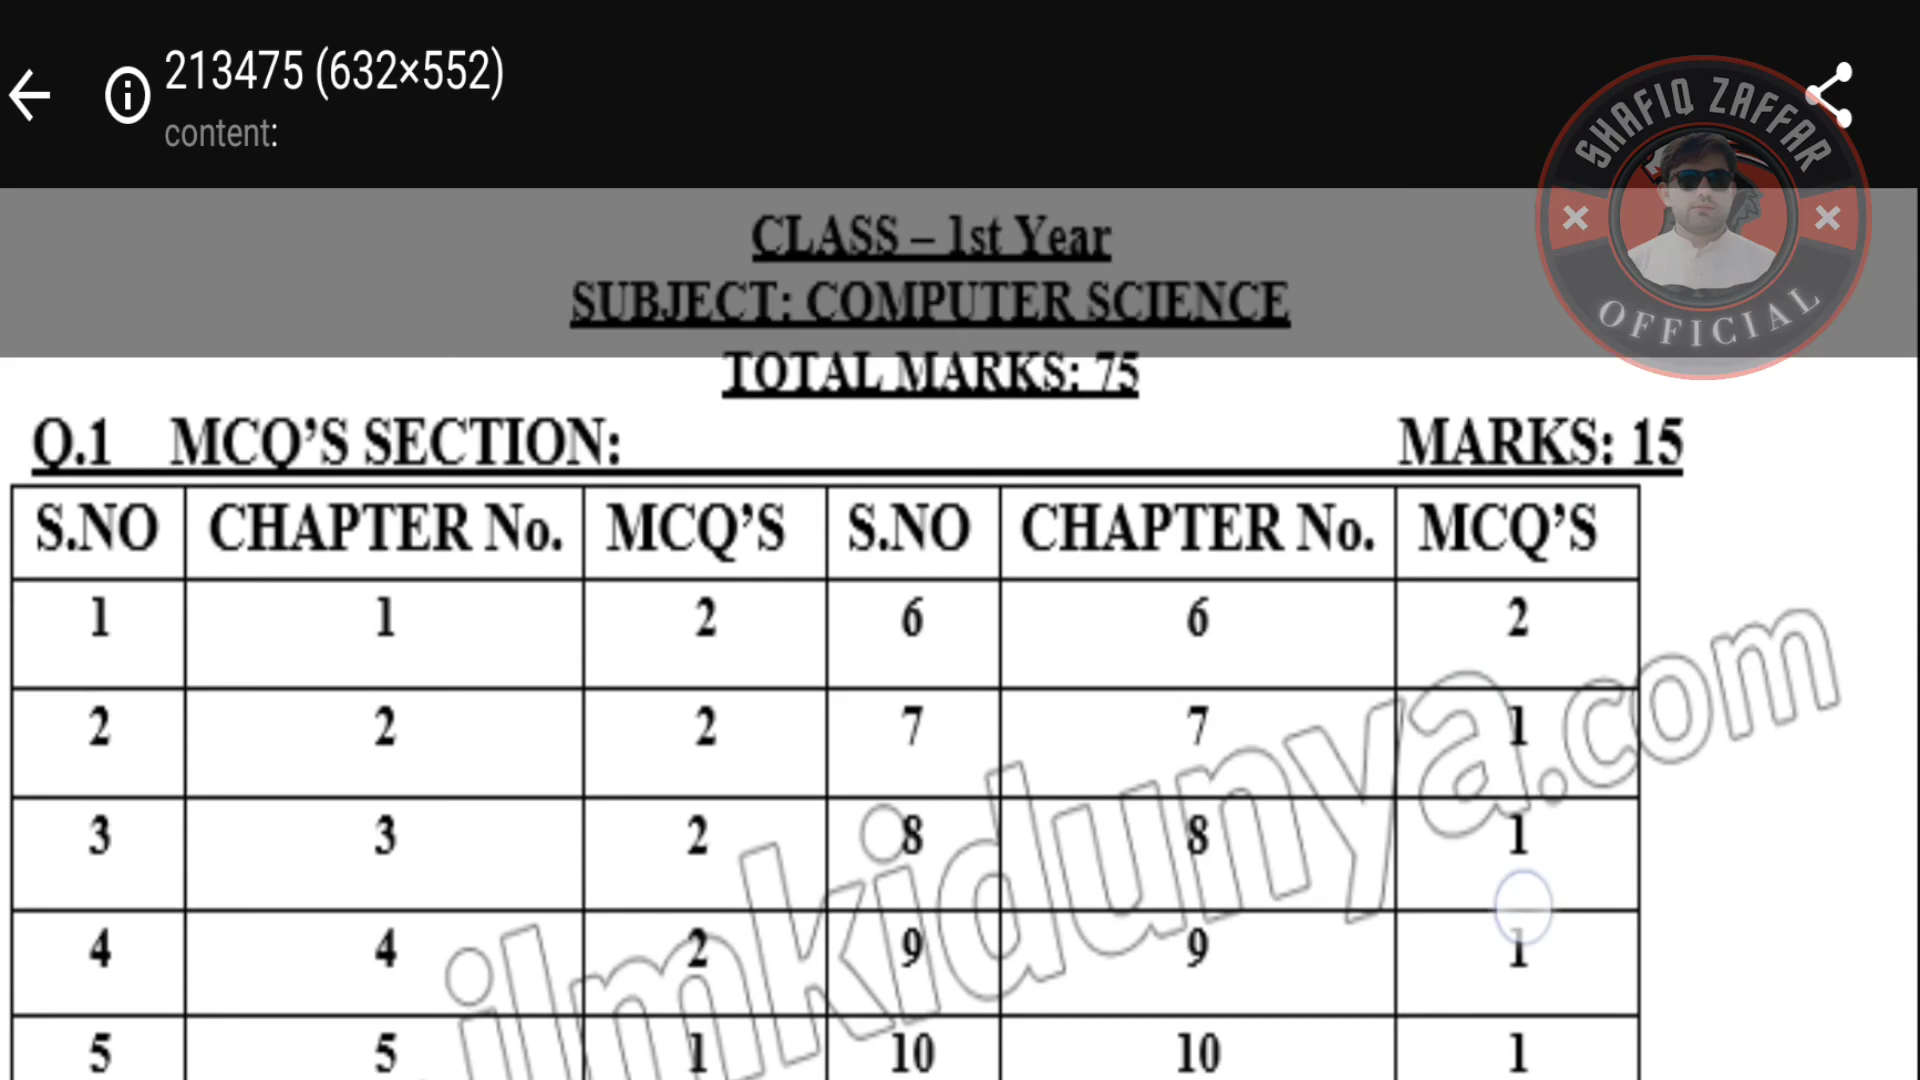 213475 (632×552)
content:
SHAFIQ ZAFFAR
OFFICIAL
CLASS – 1st Year
SUBJECT: COMPUTER SCIENCE
TOTAL MARKS: 75
Q.1 MCQ’S SECTION: MARKS: 15
S.NO CHAPTER No. MCQ’S S.NO CHAPTER No. MCQ’S
1 1 2 6 6 2
2 2 2 7 7 1
3 3 2 8 8 1
4 4 2 9 9 1
5 5 1 10 10 1
ilmkidunya.com